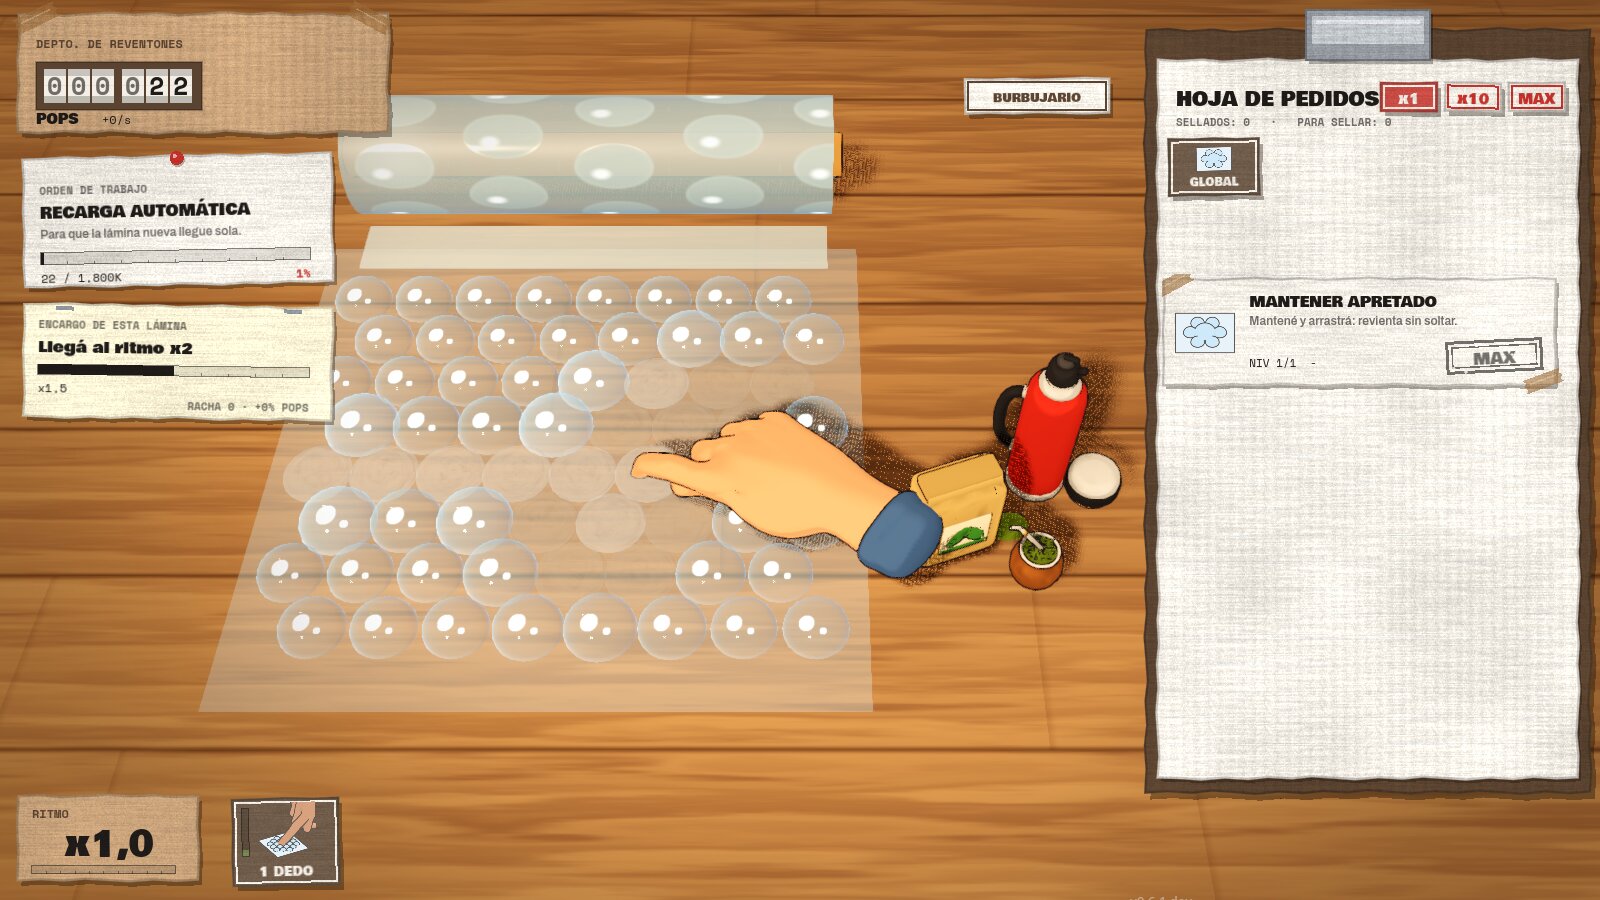 DEPTO. DE REVENTONES
000 022
POPS +0/s
ORDEN DE TRABAJO
RECARGA AUTOMÁTICA
Para que la lámina nueva llegue sola.
22 / 1.800K 1%
ENCARGO DE ESTA LÁMINA
Llegá al ritmo x2
x1,5
RACHA 0 · +0% POPS
BURBUJARIO
HOJA DE PEDIDOS x1 x10 MAX
SELLADOS: 0 · PARA SELLAR: 0
GLOBAL
MANTENER APRETADO
Mantené y arrastrá: revienta sin soltar.
NIV 1/1 - MAX
RITMO
x1,0
1 DEDO